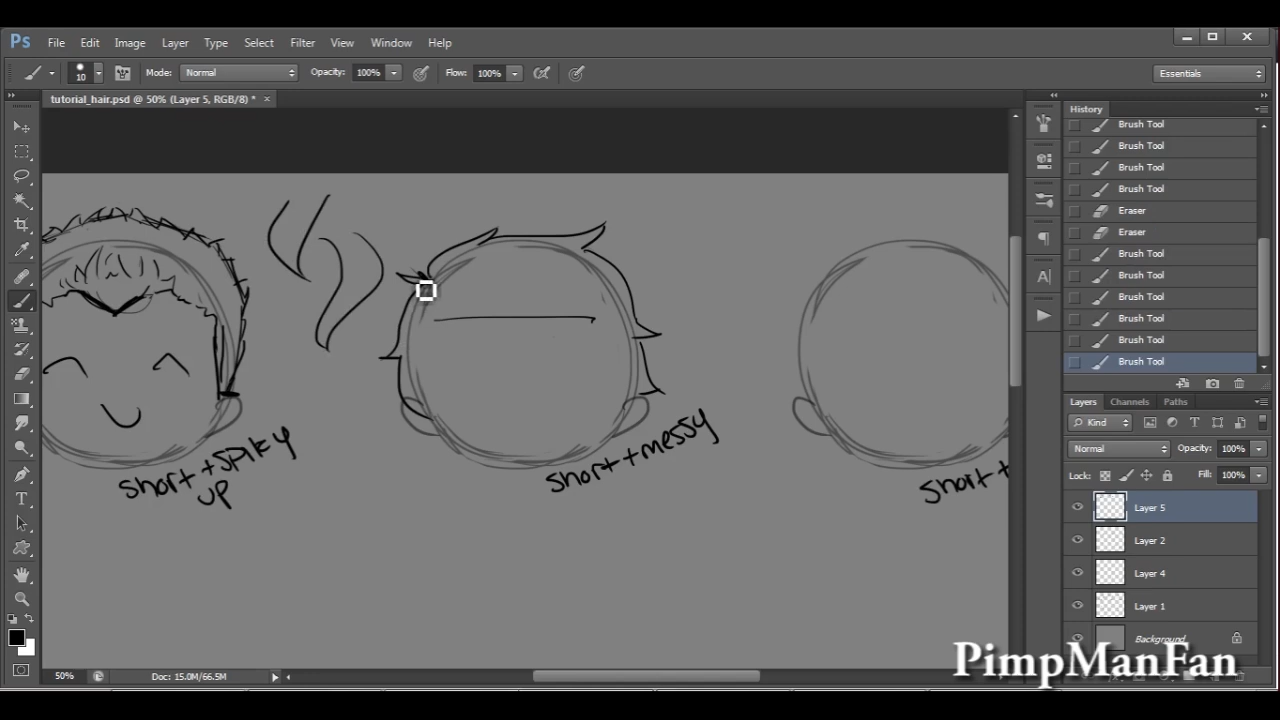 Ps File Edit Image Layer Type Select Filter View Window Help
10 Mode: Normal Opacity: 100% Flow: 100% Essentials
tutorial_hair.psd @ 50% (Layer 5, RGB/8) * ×
History
Brush Tool
Brush Tool
Brush Tool
Brush Tool
Eraser
Eraser
Brush Tool
Brush Tool
Brush Tool
Brush Tool
Brush Tool
Brush Tool
short + spiky
up
short + messy
short +
Layers Channels Paths
Kind
Normal Opacity: 100%
Lock: Fill: 100%
Layer 5
Layer 2
Layer 4
Layer 1
Background
50% Doc: 15.0M/66.5M
PimpManFan